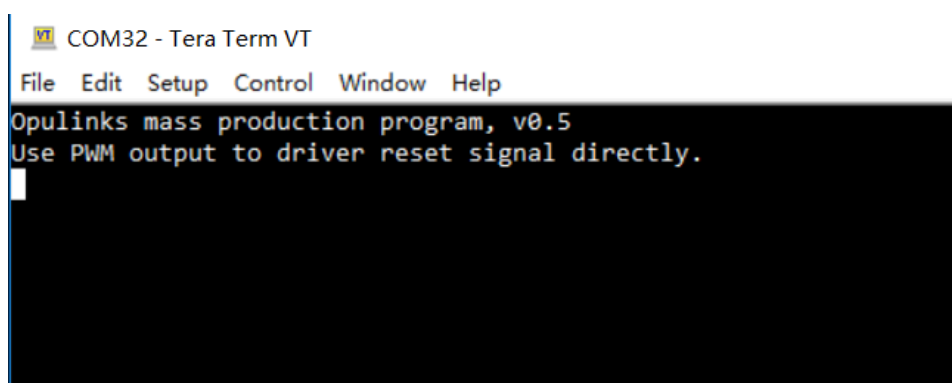 COM32 - Tera Term VT
File Edit Setup Control Window Help
Opulinks mass production program, v0.5
Use PWM output to driver reset signal directly.